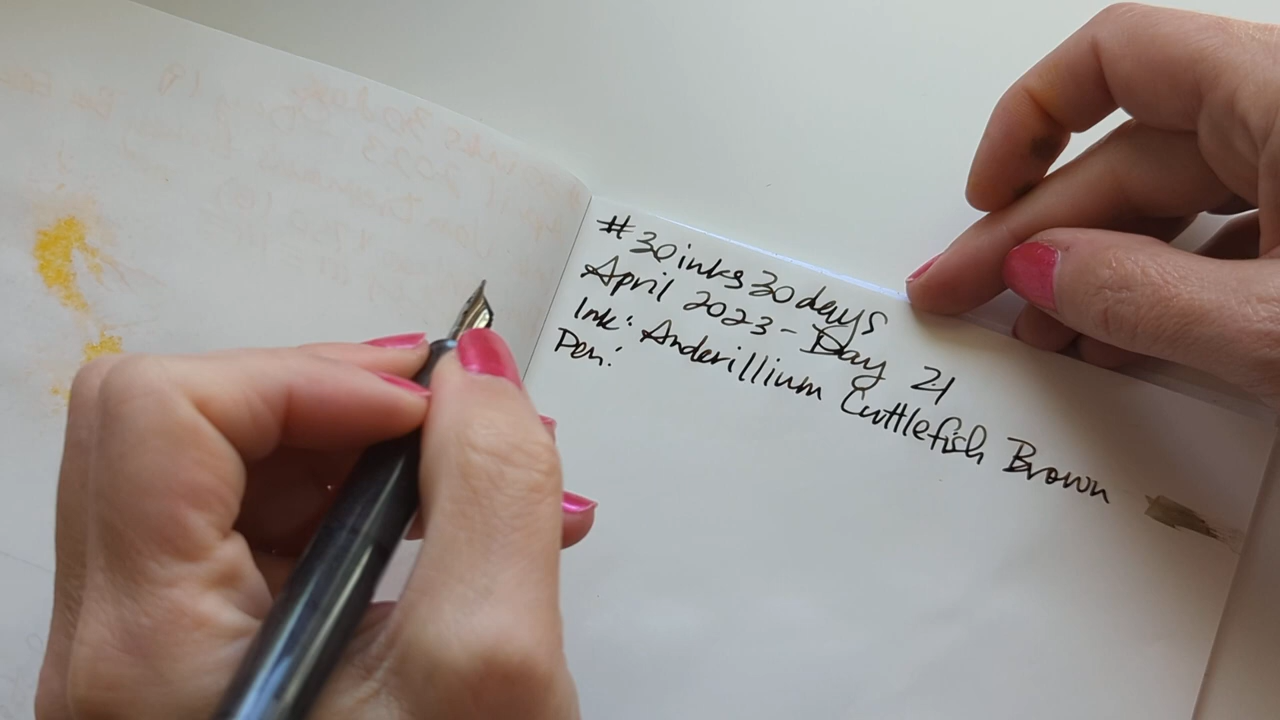 #30inks30days
April 2023 - Day 21
Ink: Anderillium Cuttlefish Brown
Pen: